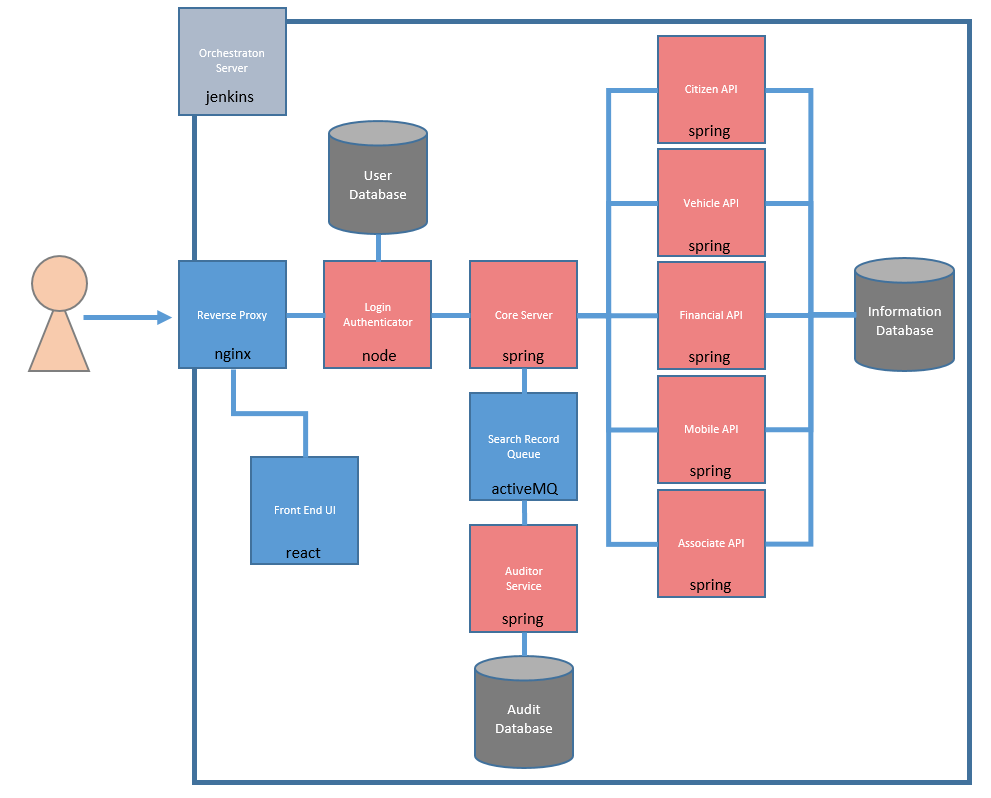 Orchestraton
Server
jenkins
User
Database
Reverse Proxy
nginx
Login
Authenticator
node
Core Server
spring
Citizen API
spring
Vehicle API
spring
Financial API
spring
Mobile API
spring
Associate API
spring
Information
Database
Front End UI
react
Search Record
Queue
activeMQ
Auditor
Service
spring
Audit
Database